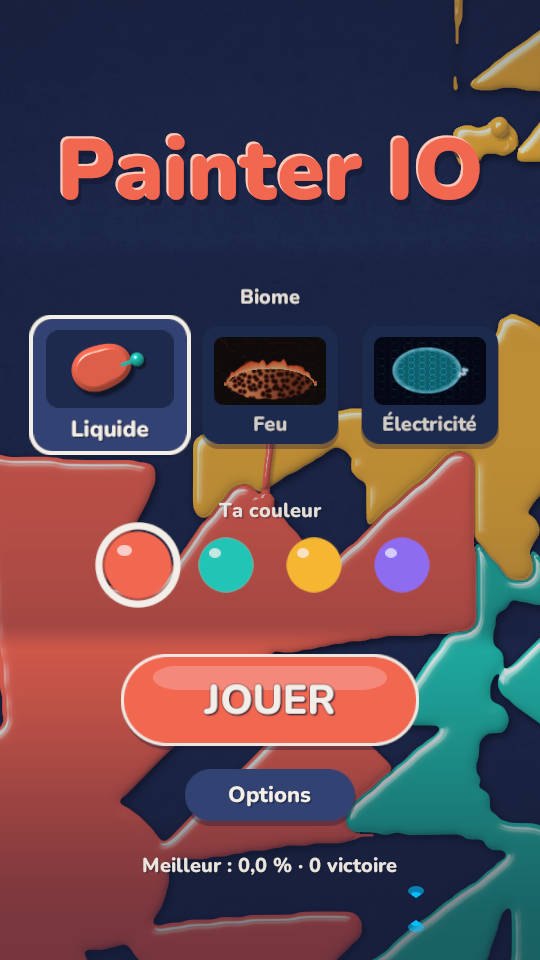 Painter IO
Biome
Liquide
Feu
Électricité
Ta couleur
JOUER
Options
Meilleur : 0,0 % · 0 victoire